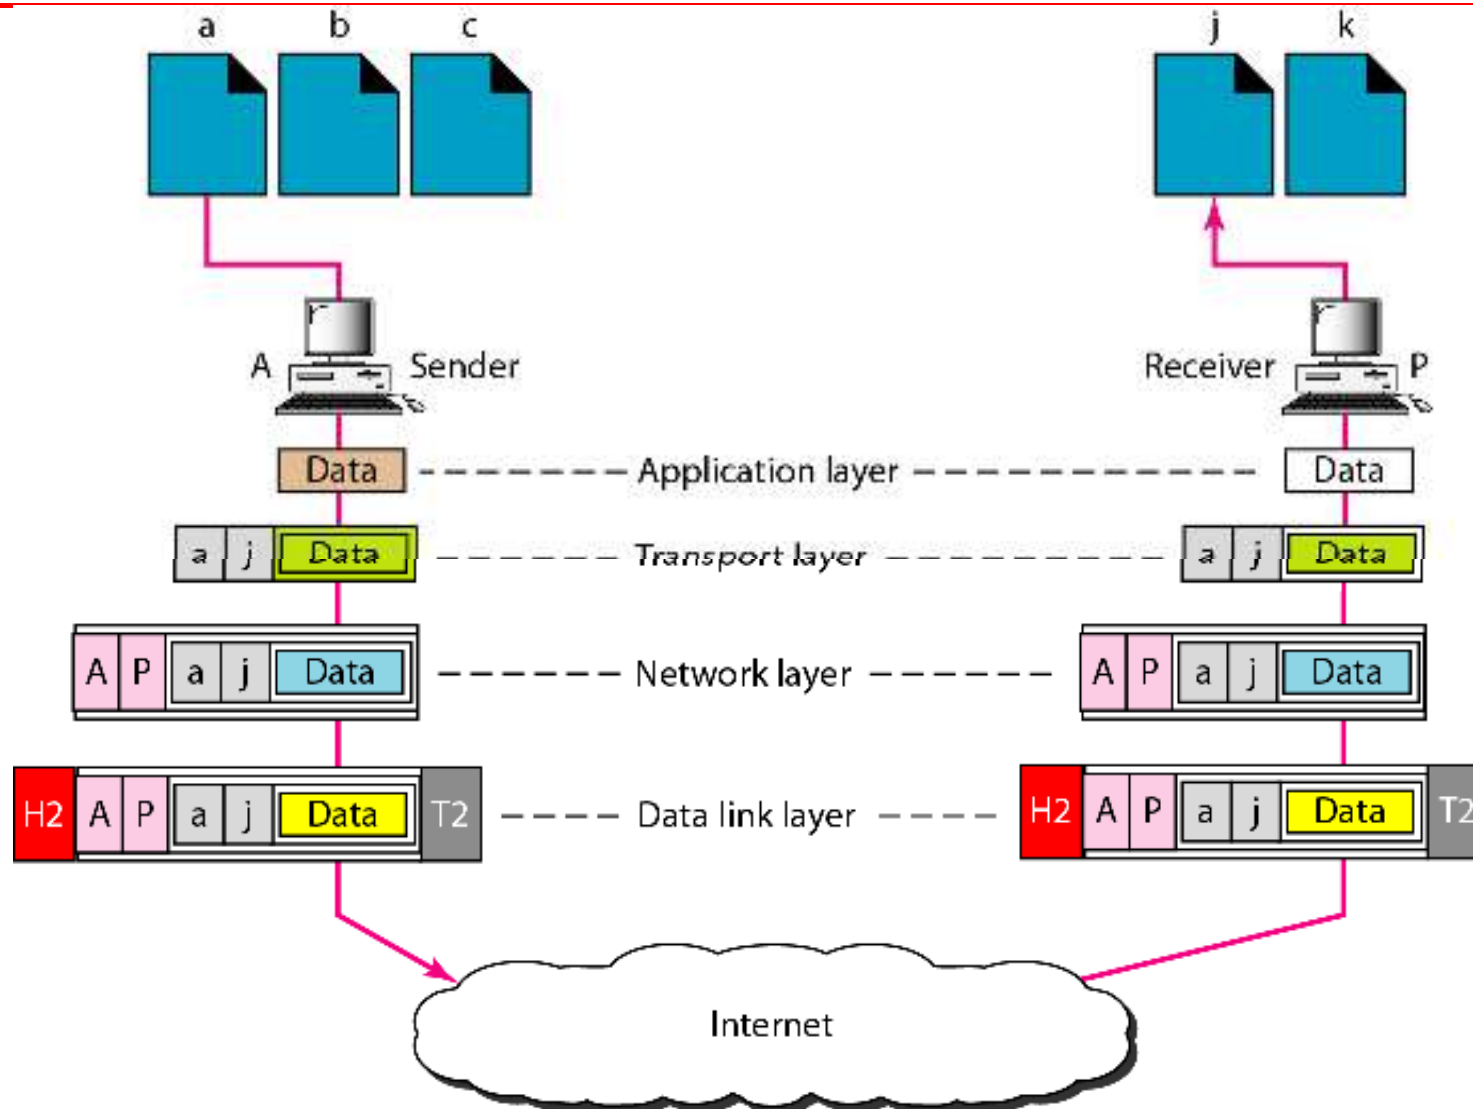 a b c j k
A Sender Receiver P
Data Application layer Data
a j Data Transport layer a j Data
A P a j Data Network layer A P a j Data
H2 A P a j Data T2 Data link layer H2 A P a j Data T2
Internet